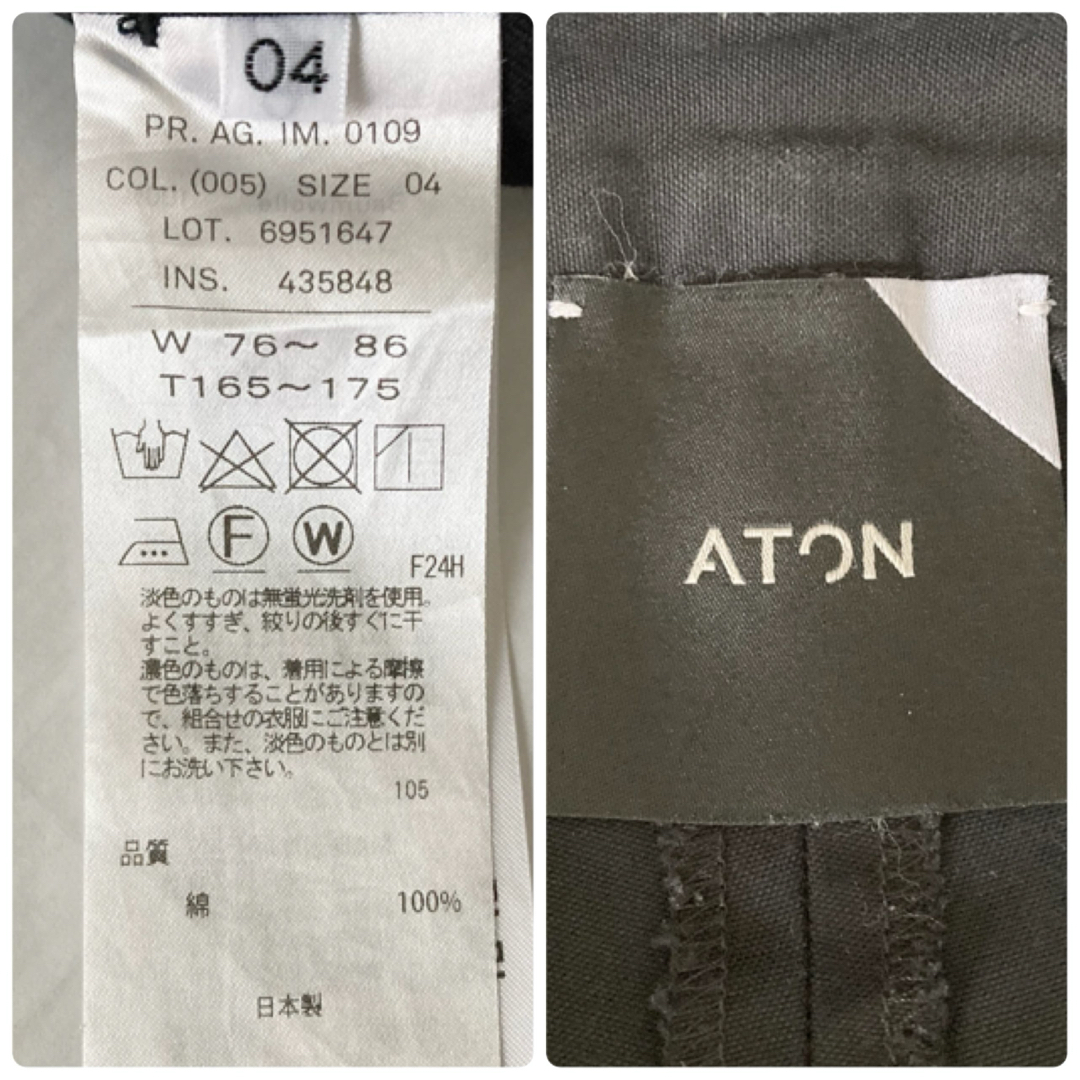 04
PR. AG. IM. 0109
COL. (005) SIZE 04
LOT. 6951647
INS. 435848
W 76〜 86
T165〜175
F W
F24H
淡色のものは無蛍光洗剤を使用。
よくすすぎ、絞りの後すぐに干
すこと。
濃色のものは、着用による摩擦
で色落ちすることがありますの
で、組合せの衣服にご注意くだ
さい。また、淡色のものとは別
にお洗い下さい。
105
品質
綿 100%
日本製
ATON